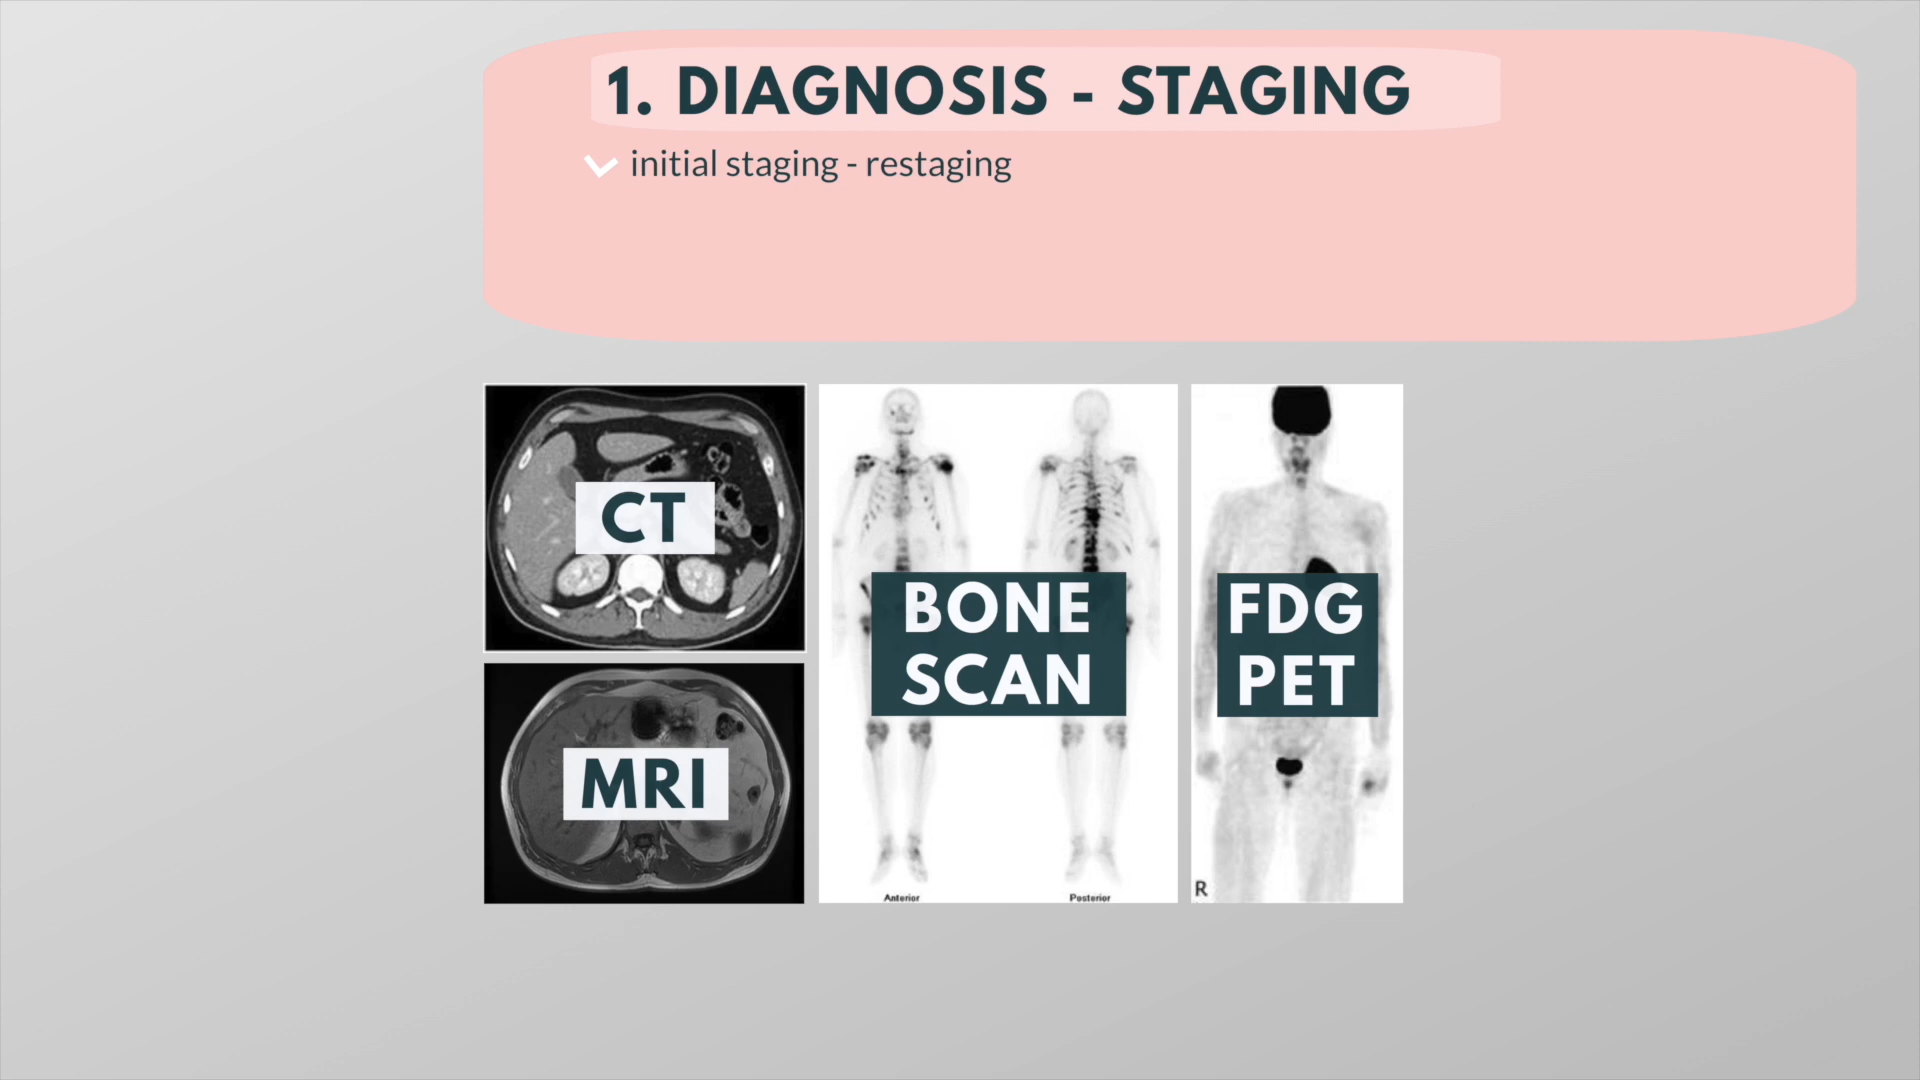 1. DIAGNOSIS - STAGING
initial staging - restaging
CT
MRI
BONE
SCAN
Anterior
Posterior
FDG
PET
R